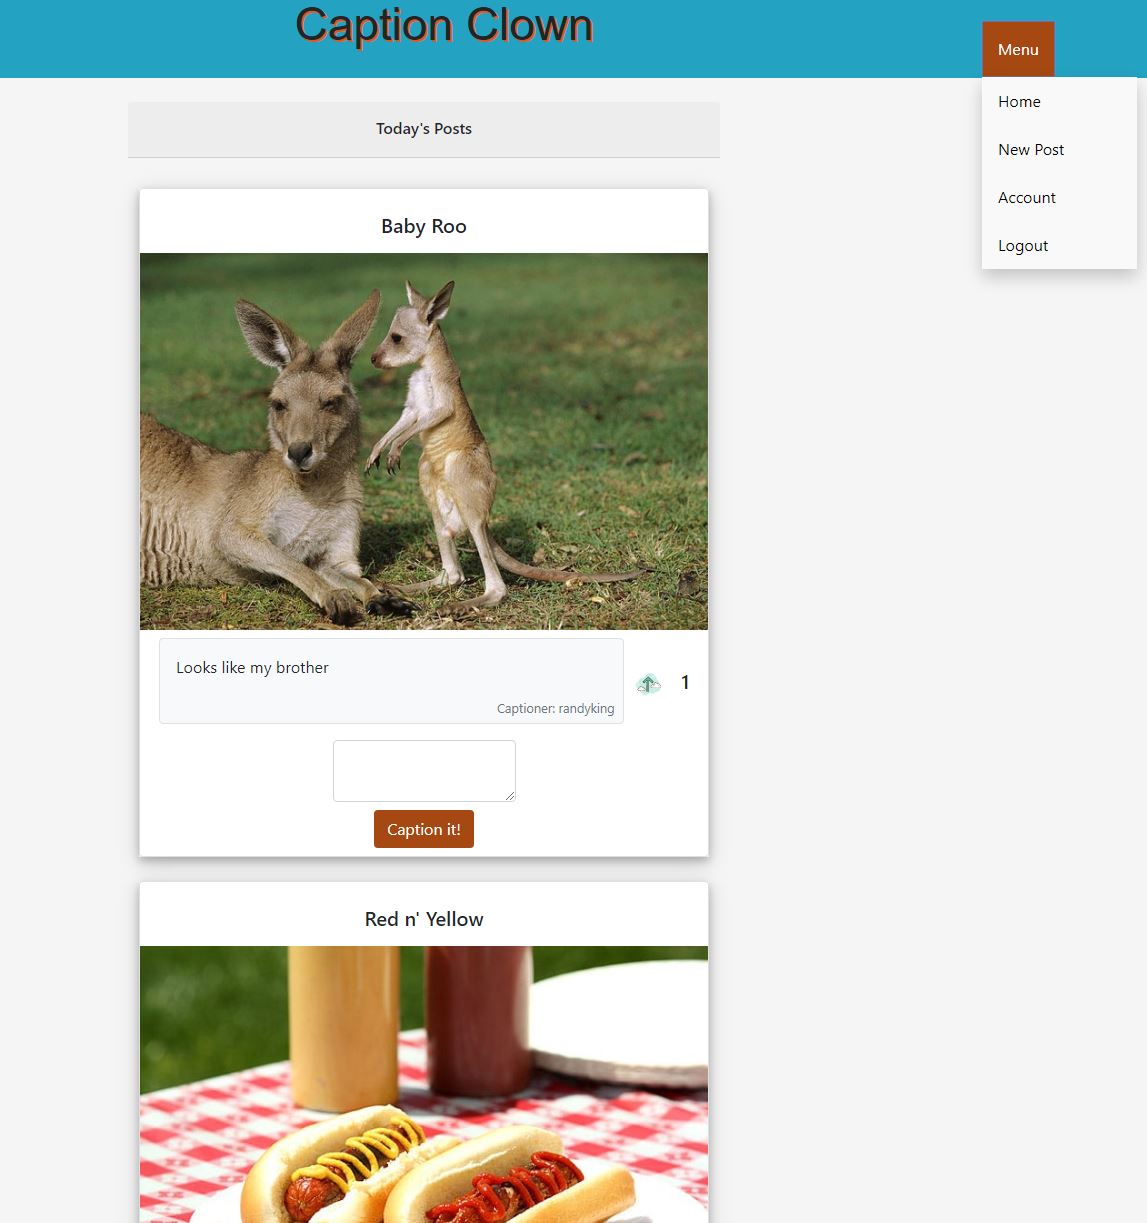 Caption Clown
Menu
Home
New Post
Account
Logout
Today's Posts
Baby Roo
Looks like my brother
1
Captioner: randyking
Caption it!
Red n' Yellow